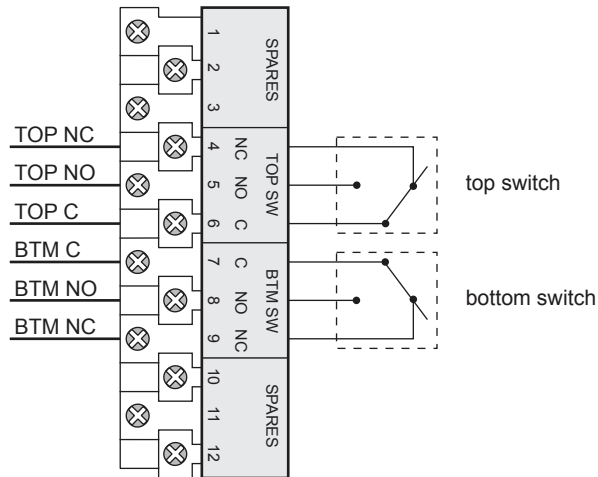 1
2
3
SPARES
TOP NC
TOP NO
TOP C
4 NC
5 NO
6 C
TOP SW
top switch
BTM C
BTM NO
BTM NC
7 C
8 NO
9 NC
BTM SW
bottom switch
10
11
12
SPARES